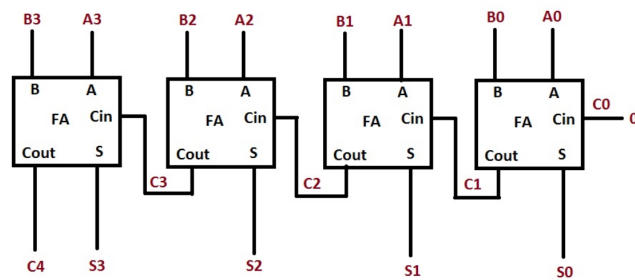 B3 A3 B2 A2 B1 A1 B0 A0
B A B A B A B A
C0
FA Cin FA Cin FA Cin FA Cin 0
Cout S Cout S Cout S Cout S
C3 C2 C1
C4 S3 S2 S1 S0